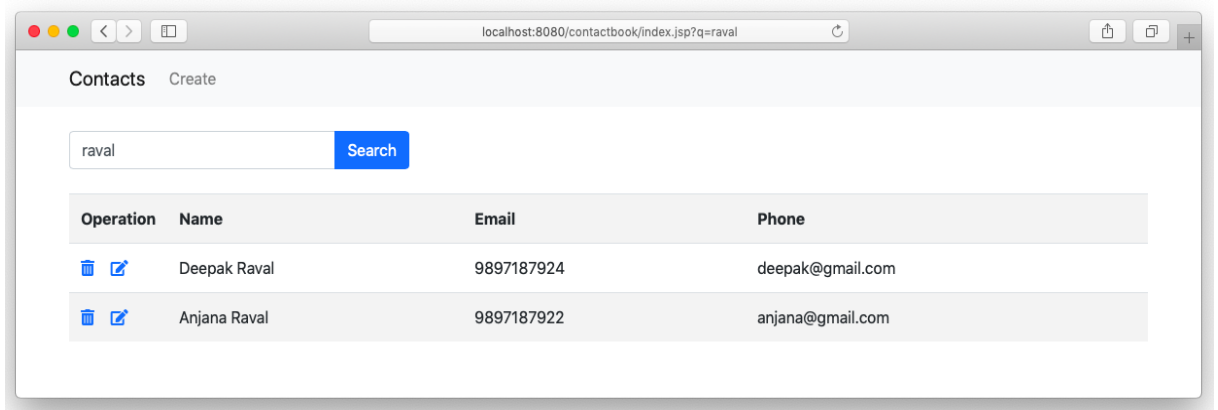 localhost:8080/contactbook/index.jsp?q=raval
Contacts Create
raval Search
Operation Name Email Phone
Deepak Raval 9897187924 deepak@gmail.com
Anjana Raval 9897187922 anjana@gmail.com